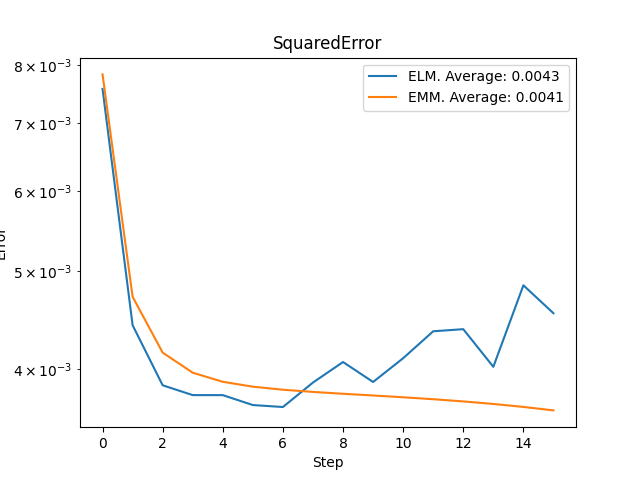 SquaredError
ELM. Average: 0.0043
EMM. Average: 0.0041
8 × 10⁻³
7 × 10⁻³
6 × 10⁻³
5 × 10⁻³
4 × 10⁻³
Error
0 2 4 6 8 10 12 14
Step